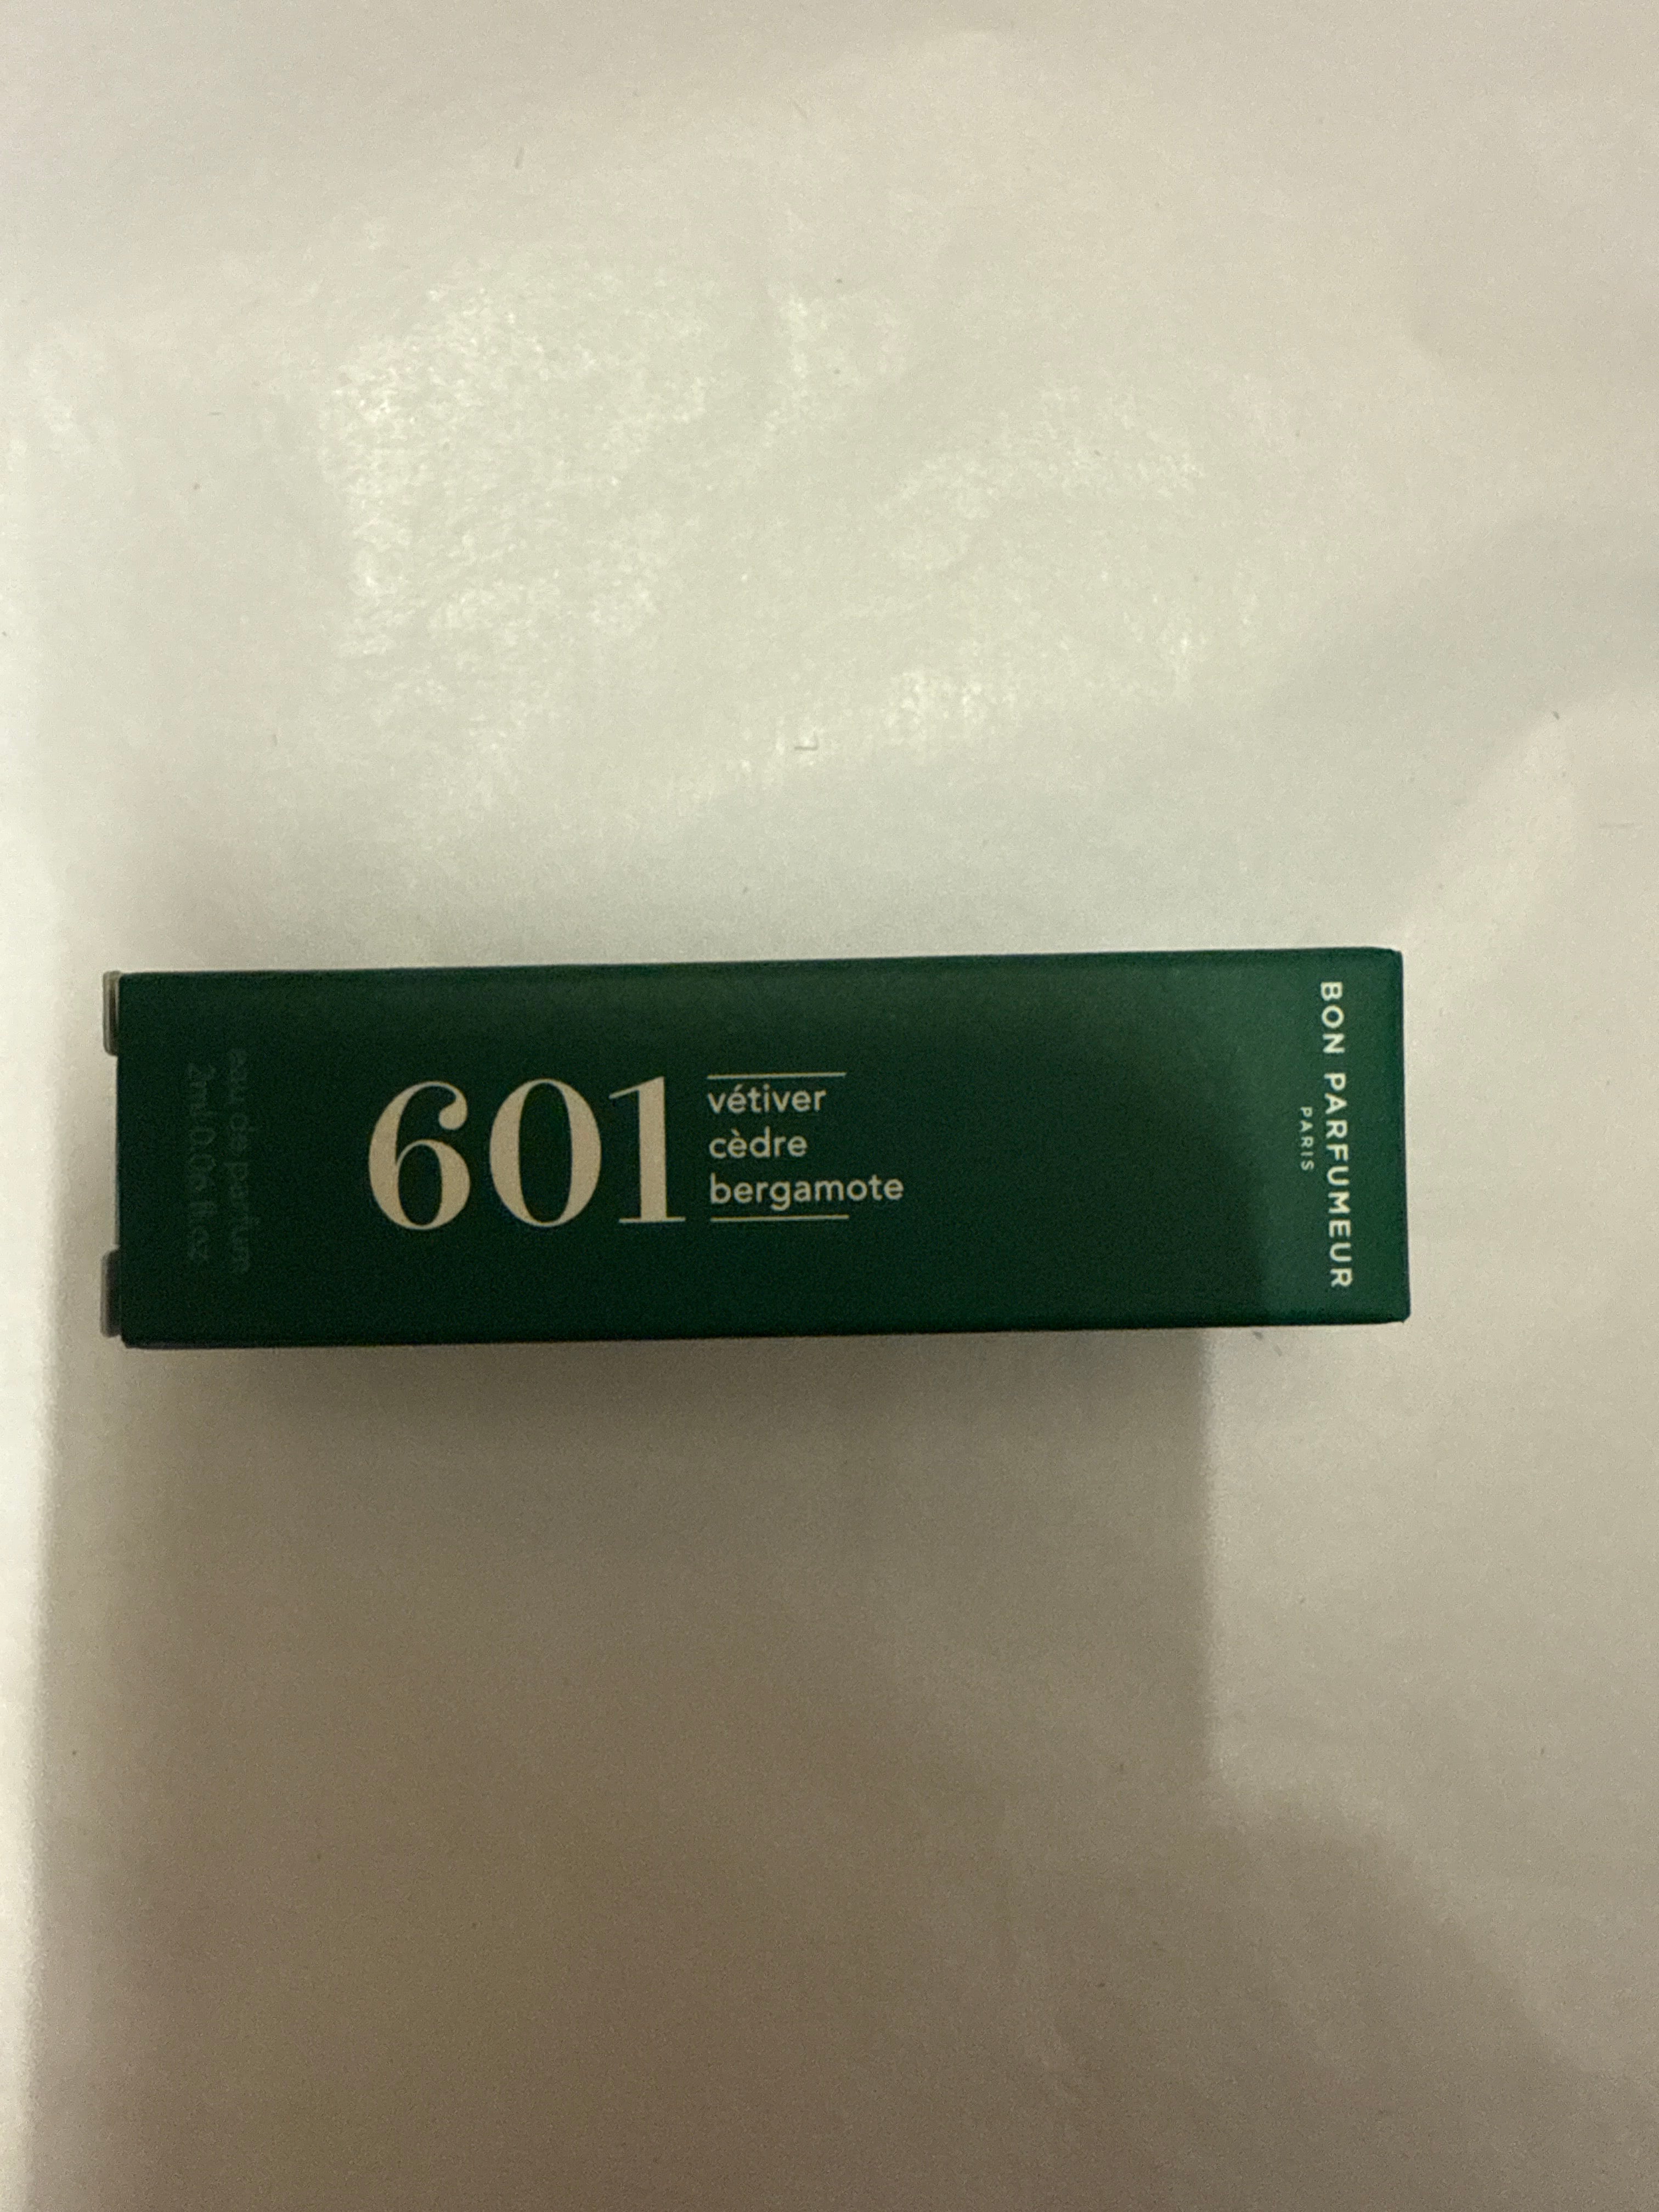 601
vétiver
cèdre
bergamote
BON PARFUMEUR
PARIS
eau de parfum
2ml 0.06 fl.oz